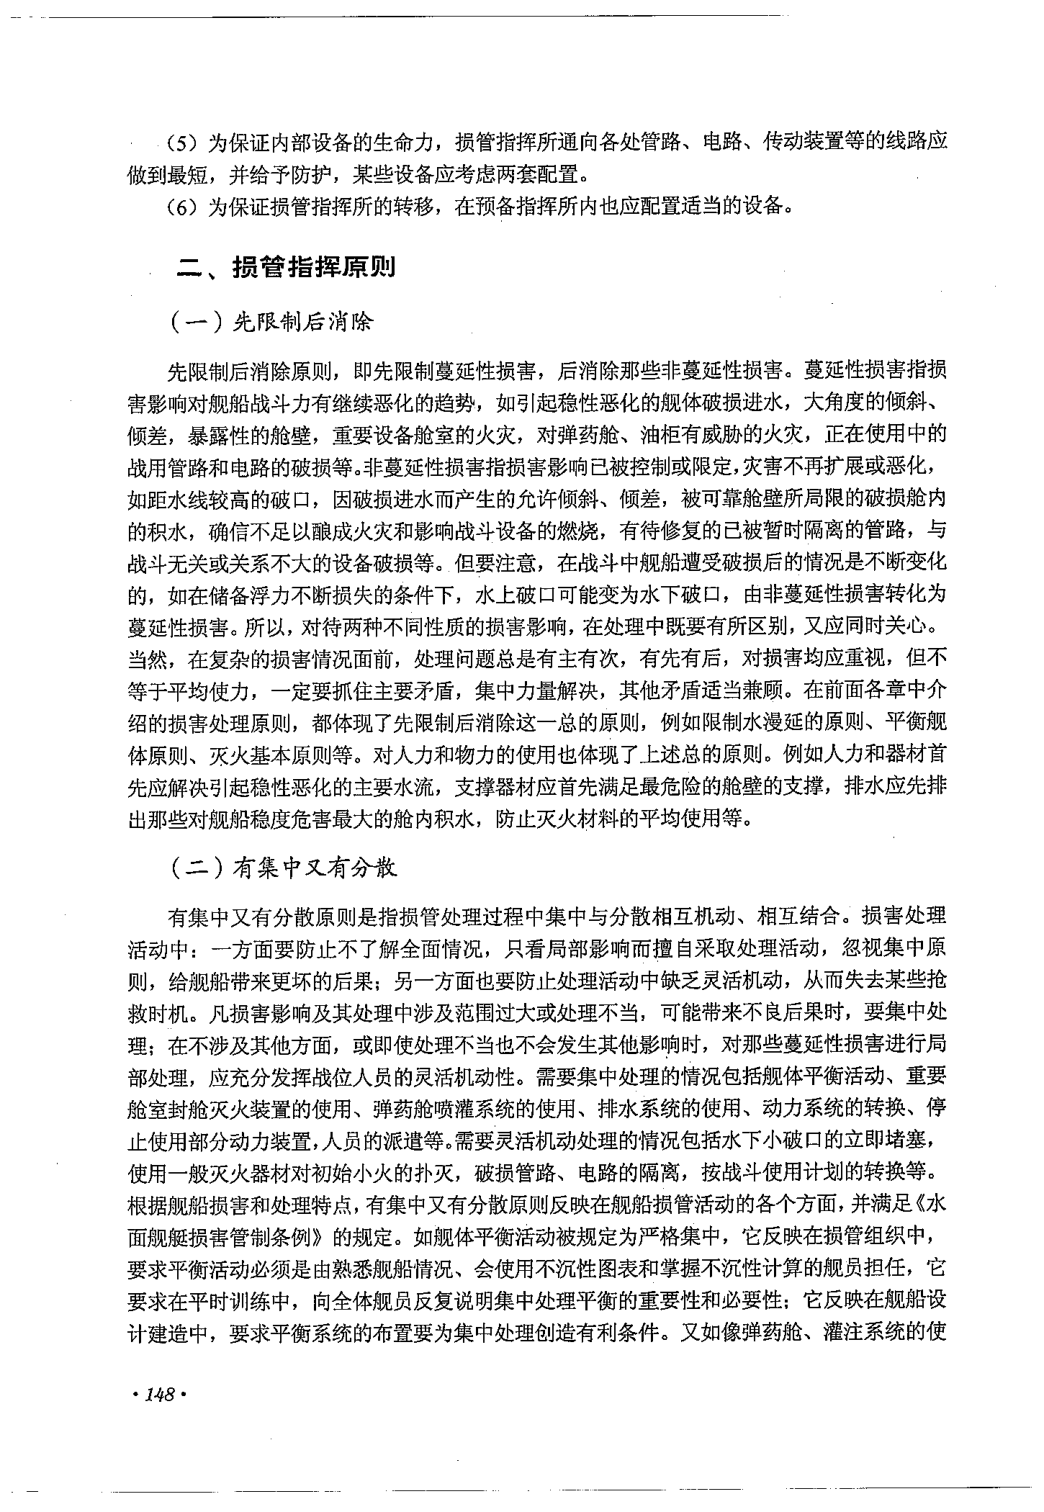 （5）为保证内部设备的生命力，损管指挥所通向各处管路、电路、传动装置等的线路应
做到最短，并给予防护，某些设备应考虑两套配置。
（6）为保证损管指挥所的转移，在预备指挥所内也应配置适当的设备。
二、损管指挥原则
（一）先限制后消除
先限制后消除原则，即先限制蔓延性损害，后消除那些非蔓延性损害。蔓延性损害指损
害影响对舰船战斗力有继续恶化的趋势，如引起稳性恶化的舰体破损进水，大角度的倾斜、
倾差，暴露性的舱壁，重要设备舱室的火灾，对弹药舱、油柜有威胁的火灾，正在使用中的
战用管路和电路的破损等。非蔓延性损害指损害影响已被控制或限定，灾害不再扩展或恶化，
如距水线较高的破口，因破损进水而产生的允许倾斜、倾差，被可靠舱壁所局限的破损舱内
的积水，确信不足以酿成火灾和影响战斗设备的燃烧，有待修复的已被暂时隔离的管路，与
战斗无关或关系不大的设备破损等。但要注意，在战斗中舰船遭受破损后的情况是不断变化
的，如在储备浮力不断损失的条件下，水上破口可能变为水下破口，由非蔓延性损害转化为
蔓延性损害。所以，对待两种不同性质的损害影响，在处理中既要有所区别，又应同时关心。
当然，在复杂的损害情况面前，处理问题总是有主有次，有先有后，对损害均应重视，但不
等于平均使力，一定要抓住主要矛盾，集中力量解决，其他矛盾适当兼顾。在前面各章中介
绍的损害处理原则，都体现了先限制后消除这一总的原则，例如限制水漫延的原则、平衡舰
体原则、灭火基本原则等。对人力和物力的使用也体现了上述总的原则。例如人力和器材首
先应解决引起稳性恶化的主要水流，支撑器材应首先满足最危险的舱壁的支撑，排水应先排
出那些对舰船稳度危害最大的舱内积水，防止灭火材料的平均使用等。
（二）有集中又有分散
有集中又有分散原则是指损管处理过程中集中与分散相互机动、相互结合。损害处理
活动中：一方面要防止不了解全面情况，只看局部影响而擅自采取处理活动，忽视集中原
则，给舰船带来更坏的后果；另一方面也要防止处理活动中缺乏灵活机动，从而失去某些抢
救时机。凡损害影响及其处理中涉及范围过大或处理不当，可能带来不良后果时，要集中处
理；在不涉及其他方面，或即使处理不当也不会发生其他影响时，对那些蔓延性损害进行局
部处理，应充分发挥战位人员的灵活机动性。需要集中处理的情况包括舰体平衡活动、重要
舱室封舱灭火装置的使用、弹药舱喷灌系统的使用、排水系统的使用、动力系统的转换、停
止使用部分动力装置，人员的派遣等。需要灵活机动处理的情况包括水下小破口的立即堵塞，
使用一般灭火器材对初始小火的扑灭，破损管路、电路的隔离，按战斗使用计划的转换等。
根据舰船损害和处理特点，有集中又有分散原则反映在舰船损管活动的各个方面，并满足《水
面舰艇损害管制条例》的规定。如舰体平衡活动被规定为严格集中，它反映在损管组织中，
要求平衡活动必须是由熟悉舰船情况、会使用不沉性图表和掌握不沉性计算的舰员担任，它
要求在平时训练中，向全体舰员反复说明集中处理平衡的重要性和必要性；它反映在舰船设
计建造中，要求平衡系统的布置要为集中处理创造有利条件。又如像弹药舱、灌注系统的使
·148·